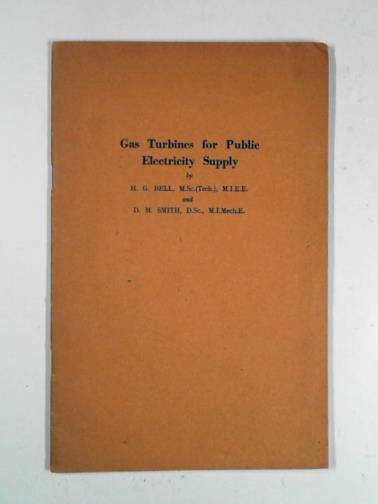 Gas Turbines for Public
Electricity Supply
by
H. G. BELL, M.Sc.(Tech.), M.I.E.E.
and
D. M. SMITH, D.Sc., M.I.Mech.E.